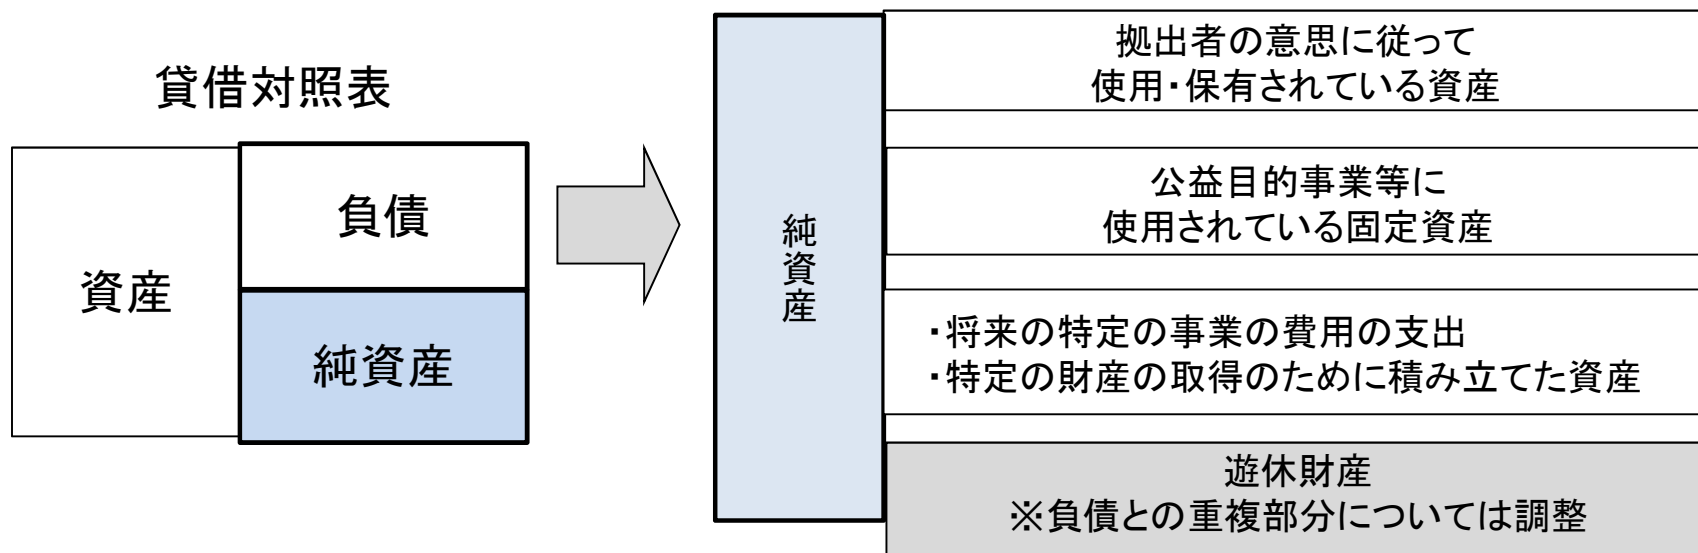 貸借対照表
資産
負債
純資産
純資産
拠出者の意思に従って
使用・保有されている資産
公益目的事業等に
使用されている固定資産
・将来の特定の事業の費用の支出
・特定の財産の取得のために積み立てた資産
遊休財産
※負債との重複部分については調整